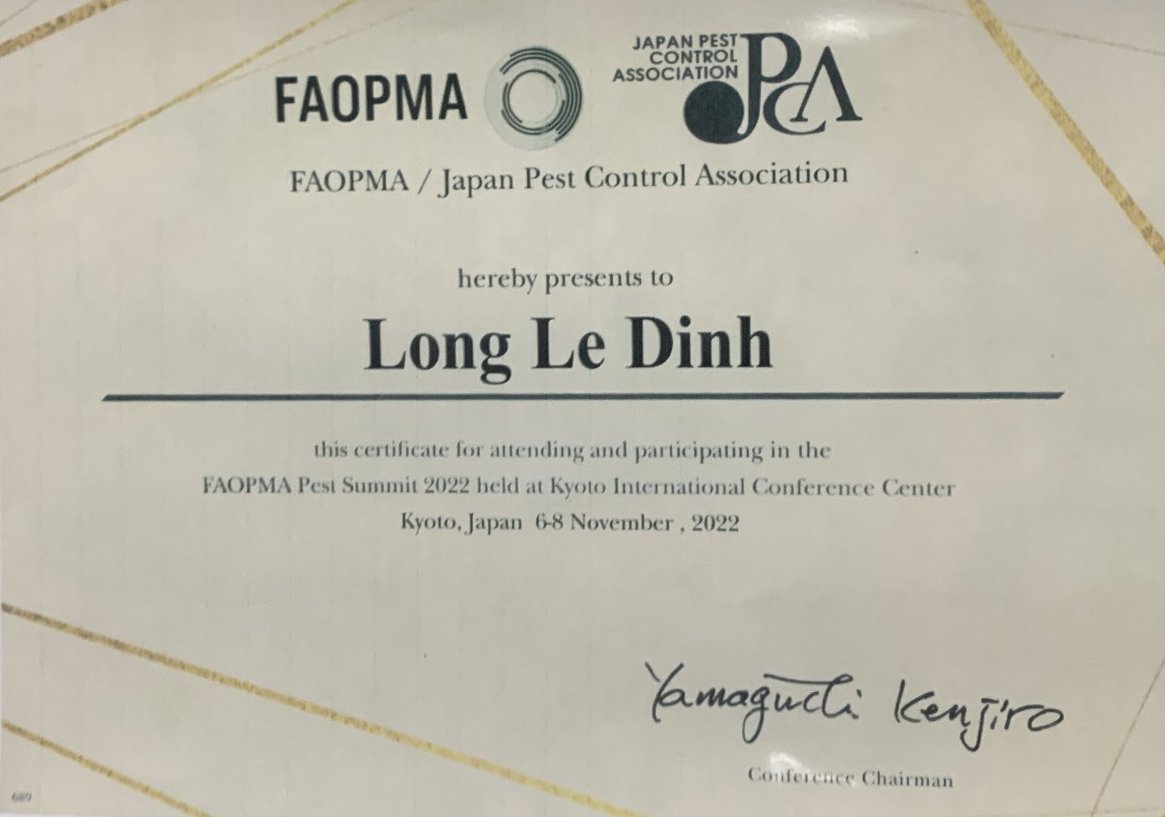 FAOPMA
JAPAN PEST
CONTROL
ASSOCIATION
JPCA
FAOPMA / Japan Pest Control Association
hereby presents to
Long Le Dinh
this certificate for attending and participating in the
FAOPMA Pest Summit 2022 held at Kyoto International Conference Center
Kyoto, Japan 6-8 November , 2022
Yamaguchi Kenjiro
Conference Chairman